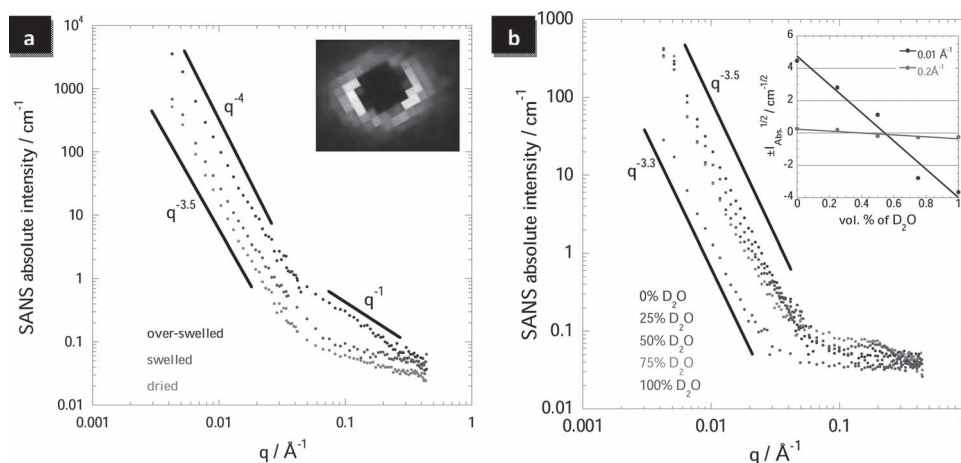 a
SANS absolute intensity / cm⁻¹
10⁴
1000
100
10
1
0.1
0.01
q⁻⁴
q⁻³·⁵
q⁻¹
over-swelled
swelled
dried
0.001
0.01
0.1
1
q / Å⁻¹
b
SANS absolute intensity / cm⁻¹
1000
100
10
1
0.1
0.01
q⁻³·⁵
q⁻³·³
0% D₂O
25% D₂O
50% D₂O
75% D₂O
100% D₂O
0.001
0.01
0.1
1
q / Å⁻¹
±I_Abs.^1/2 / cm^-1/2
6
4
2
0
-2
-4
0.01 Å⁻¹
0.2Å⁻¹
0
0.2
0.4
0.6
0.8
1
vol. % of D₂O